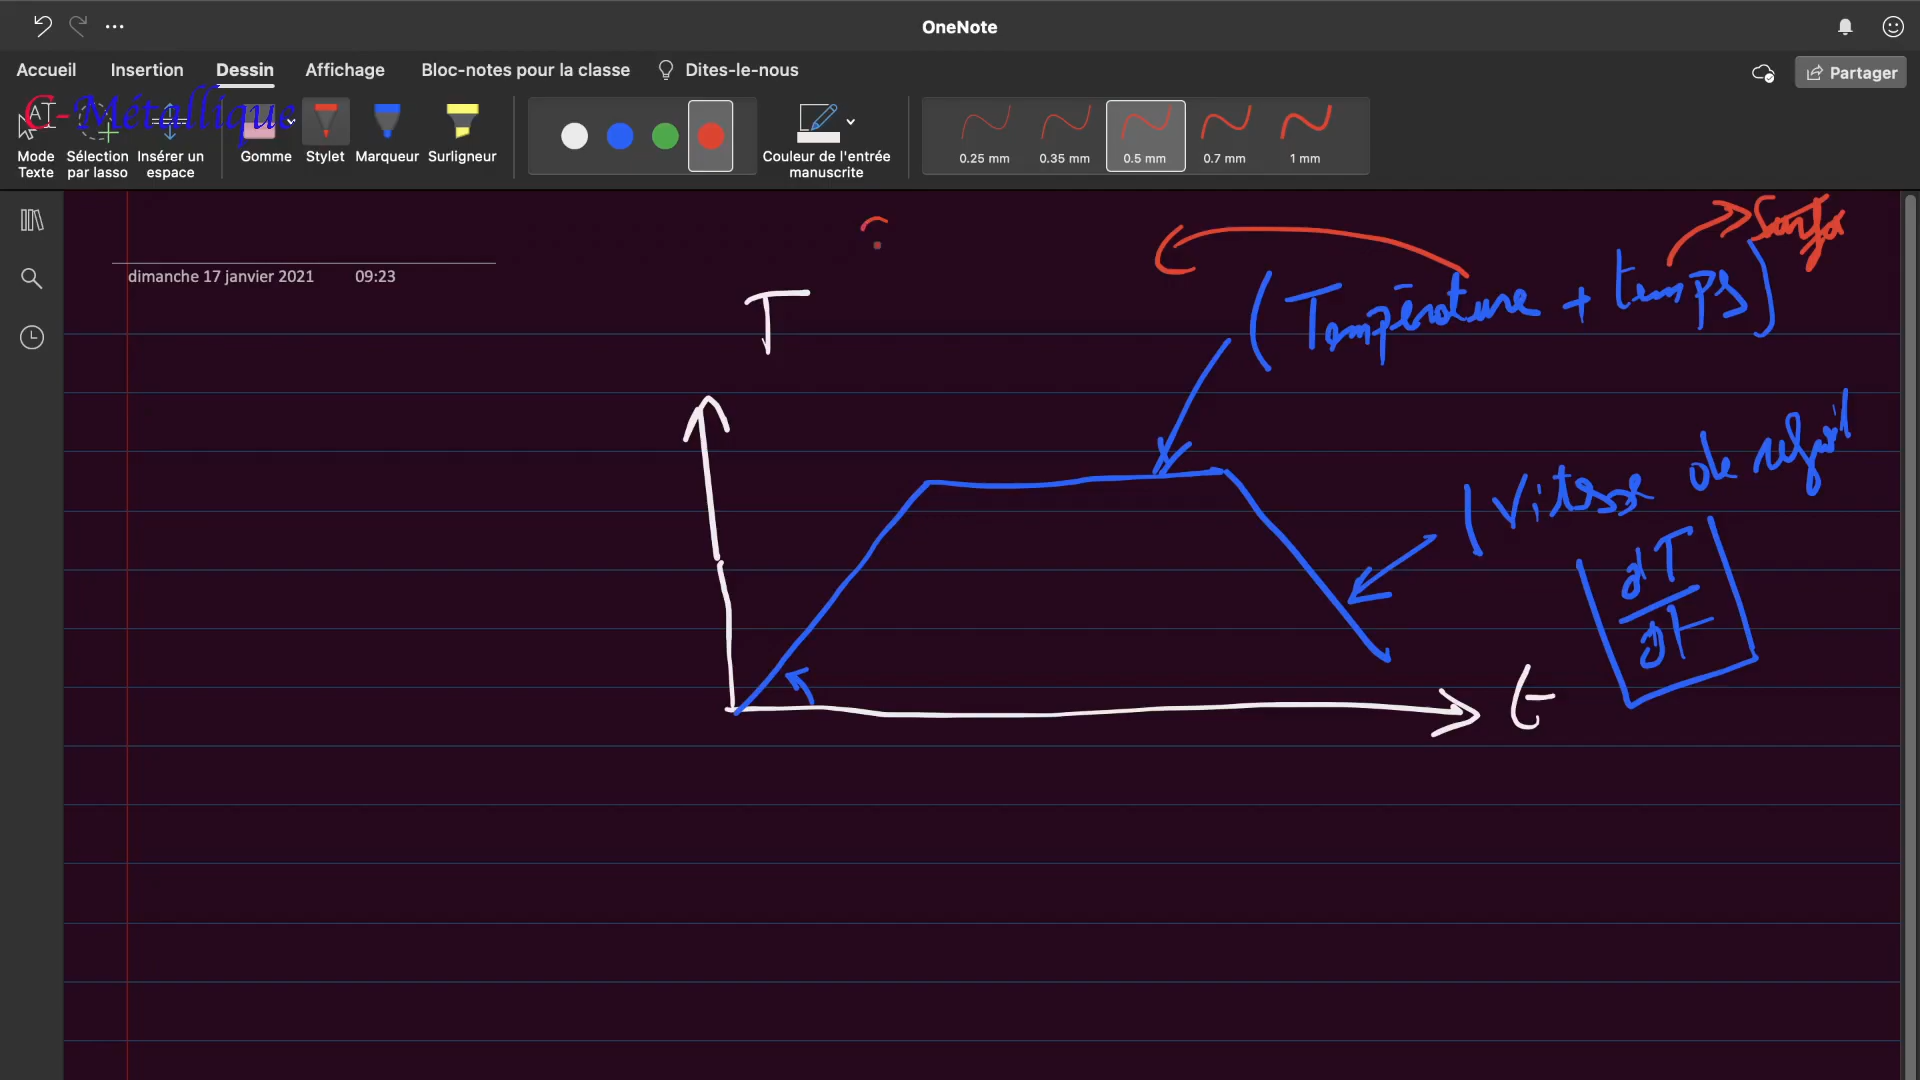 OneNote
Accueil Insertion Dessin Affichage Bloc-notes pour la classe Dites-le-nous Partager
C- Métallique
Mode Texte
Sélection par lasso
Insérer un espace
Gomme
Stylet
Marqueur
Surligneur
Couleur de l'entrée manuscrite
0.25 mm 0.35 mm 0.5 mm 0.7 mm 1 mm
dimanche 17 janvier 2021 09:23
T
(Température + temps)
(Vitesse de
dT
dt
t